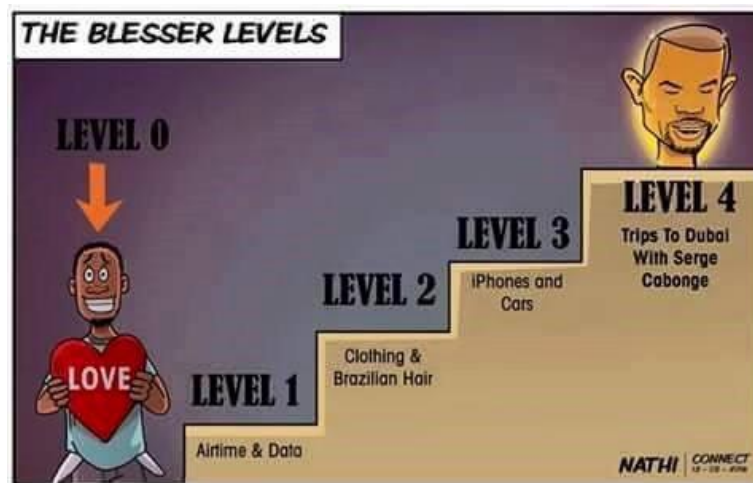 THE BLESSER LEVELS
LEVEL 0
LOVE
LEVEL 1
Airtime & Data
LEVEL 2
Clothing &
Brazilian Hair
LEVEL 3
iPhones and
Cars
LEVEL 4
Trips To Dubai
With Serge
Cabonge
NATHI | CONNECT